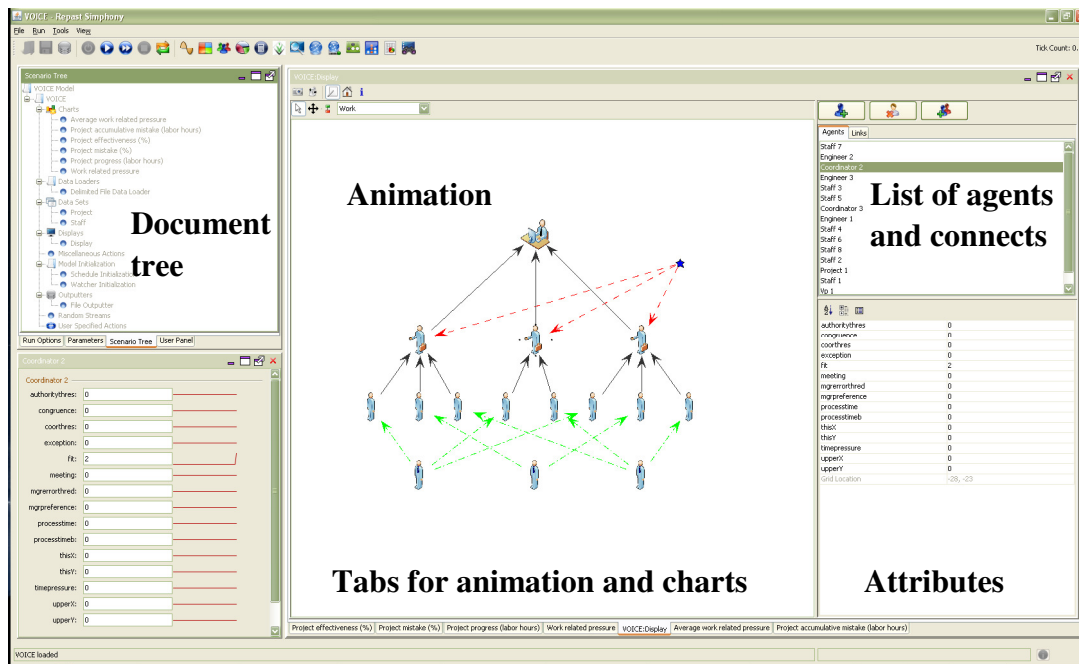 VOICE - Repast Simphony
File Run Tools View
Tick Count: 0.
Scenario Tree
VOICE Model
VOICE
Charts
Average work related pressure
Project accumulative mistake (labor hours)
Project effectiveness (%)
Project mistake (%)
Project progress (labor hours)
Work related pressure
Data Loaders
Delimited File Data Loader
Data Sets
Project
Staff
Displays
Display
Miscellaneous Actions
Model Initialization
Schedule Initialization
Watcher Initialization
Outputters
File Outputter
Random Streams
User Specified Actions
Document
tree
Run Options Parameters Scenario Tree User Panel
Coordinator 2
Coordinator 2
authoritythres: 0
congruence: 0
coorthres: 0
exception: 0
fit: 2
meeting: 0
mgrerrorthred: 0
mgrpreference: 0
processtime: 0
processtimeb: 0
thisX: 0
thisY: 0
timepressure: 0
upperX: 0
upperY: 0
VOICE:Display
Work
Animation
Tabs for animation and charts
Agents Links
Staff 7
Engineer 2
Coordinator 2
Engineer 3
Staff 3
Staff 5
Coordinator 3
Engineer 1
Staff 4
Staff 6
Staff 8
Staff 2
Project 1
Staff 1
Vp 1
List of agents
and connects
authoritythres 0
congruence 0
coorthres 0
exception 0
fit 2
meeting 0
mgrerrorthred 0
mgrpreference 0
processtime 0
processtimeb 0
thisX 0
thisY 0
timepressure 0
upperX 0
upperY 0
Grid Location -28, -23
Attributes
Project effectiveness (%) Project mistake (%) Project progress (labor hours) Work related pressure VOICE:Display Average work related pressure Project accumulative mistake (labor hours)
VOICE loaded